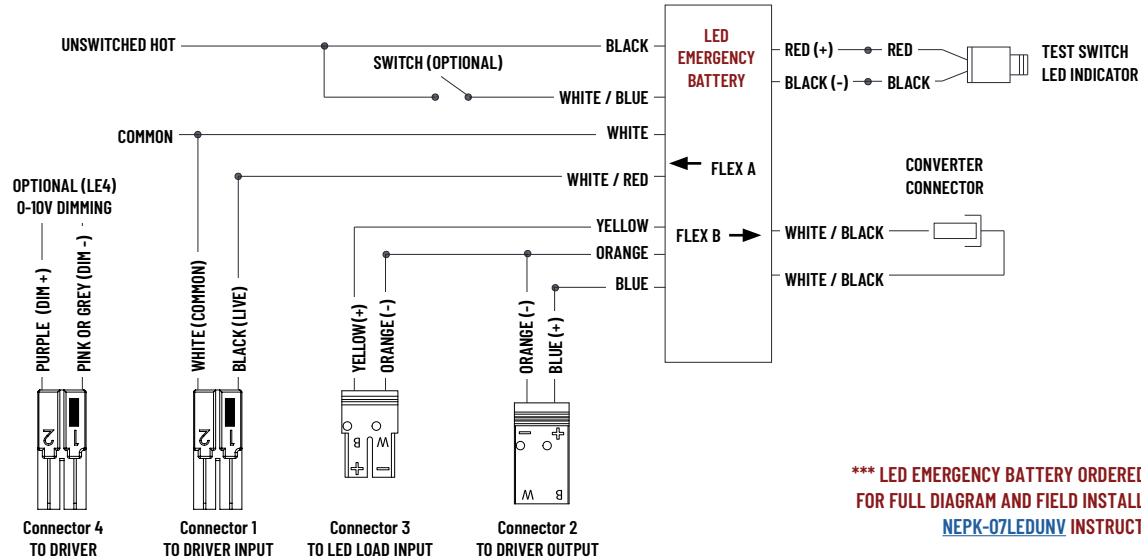 UNSWITCHED HOT
BLACK
SWITCH (OPTIONAL)
WHITE / BLUE
COMMON
WHITE
WHITE / RED
OPTIONAL (LE4)
0-10V DIMMING
YELLOW
ORANGE
BLUE
LED
EMERGENCY
BATTERY
FLEX A
FLEX B
RED (+)
RED
BLACK (-)
BLACK
TEST SWITCH
LED INDICATOR
CONVERTER
CONNECTOR
WHITE / BLACK
WHITE / BLACK
PURPLE (DIM +)
PINK OR GREY (DIM -)
WHITE (COMMON)
BLACK (LIVE)
YELLOW (+)
ORANGE (-)
ORANGE (-)
BLUE (+)
2
1
2
1
B
W
+
-
-
+
W
B
Connector 4
TO DRIVER
Connector 1
TO DRIVER INPUT
Connector 3
TO LED LOAD INPUT
Connector 2
TO DRIVER OUTPUT
*** LED EMERGENCY BATTERY ORDERED
FOR FULL DIAGRAM AND FIELD INSTALL
NEPK-07LEDUNV INSTRUCT